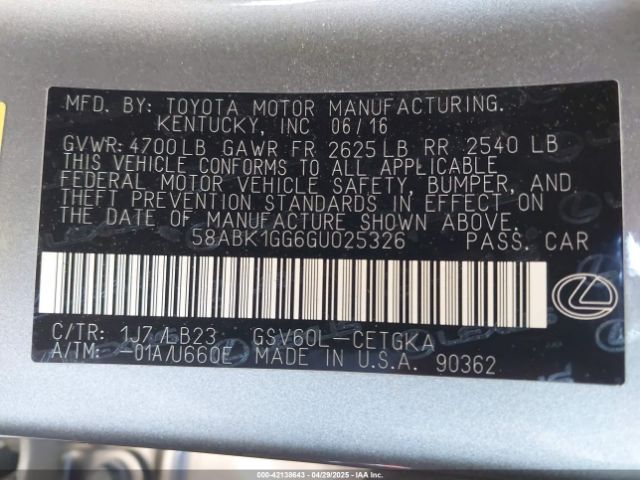 MFD. BY: TOYOTA MOTOR MANUFACTURING.
KENTUCKY, INC 06/16
GVWR: 4700LB GAWR FR 2625LB RR 2540 LB
THIS VEHICLE CONFORMS TO ALL APPLICABLE
FEDERAL MOTOR VEHICLE SAFETY, BUMPER, AND
THEFT PREVENTION STANDARDS IN EFFECT ON
THE DATE OF MANUFACTURE SHOWN ABOVE.
58ABK1GG6GU025326 PASS. CAR
C/TR: 1J7/LB23 GSV60L-CETGKA
A/TM: -01A/U660E MADE IN U.S.A. 90362
000-42138643 / 04/29/2025 / IAAI.COM